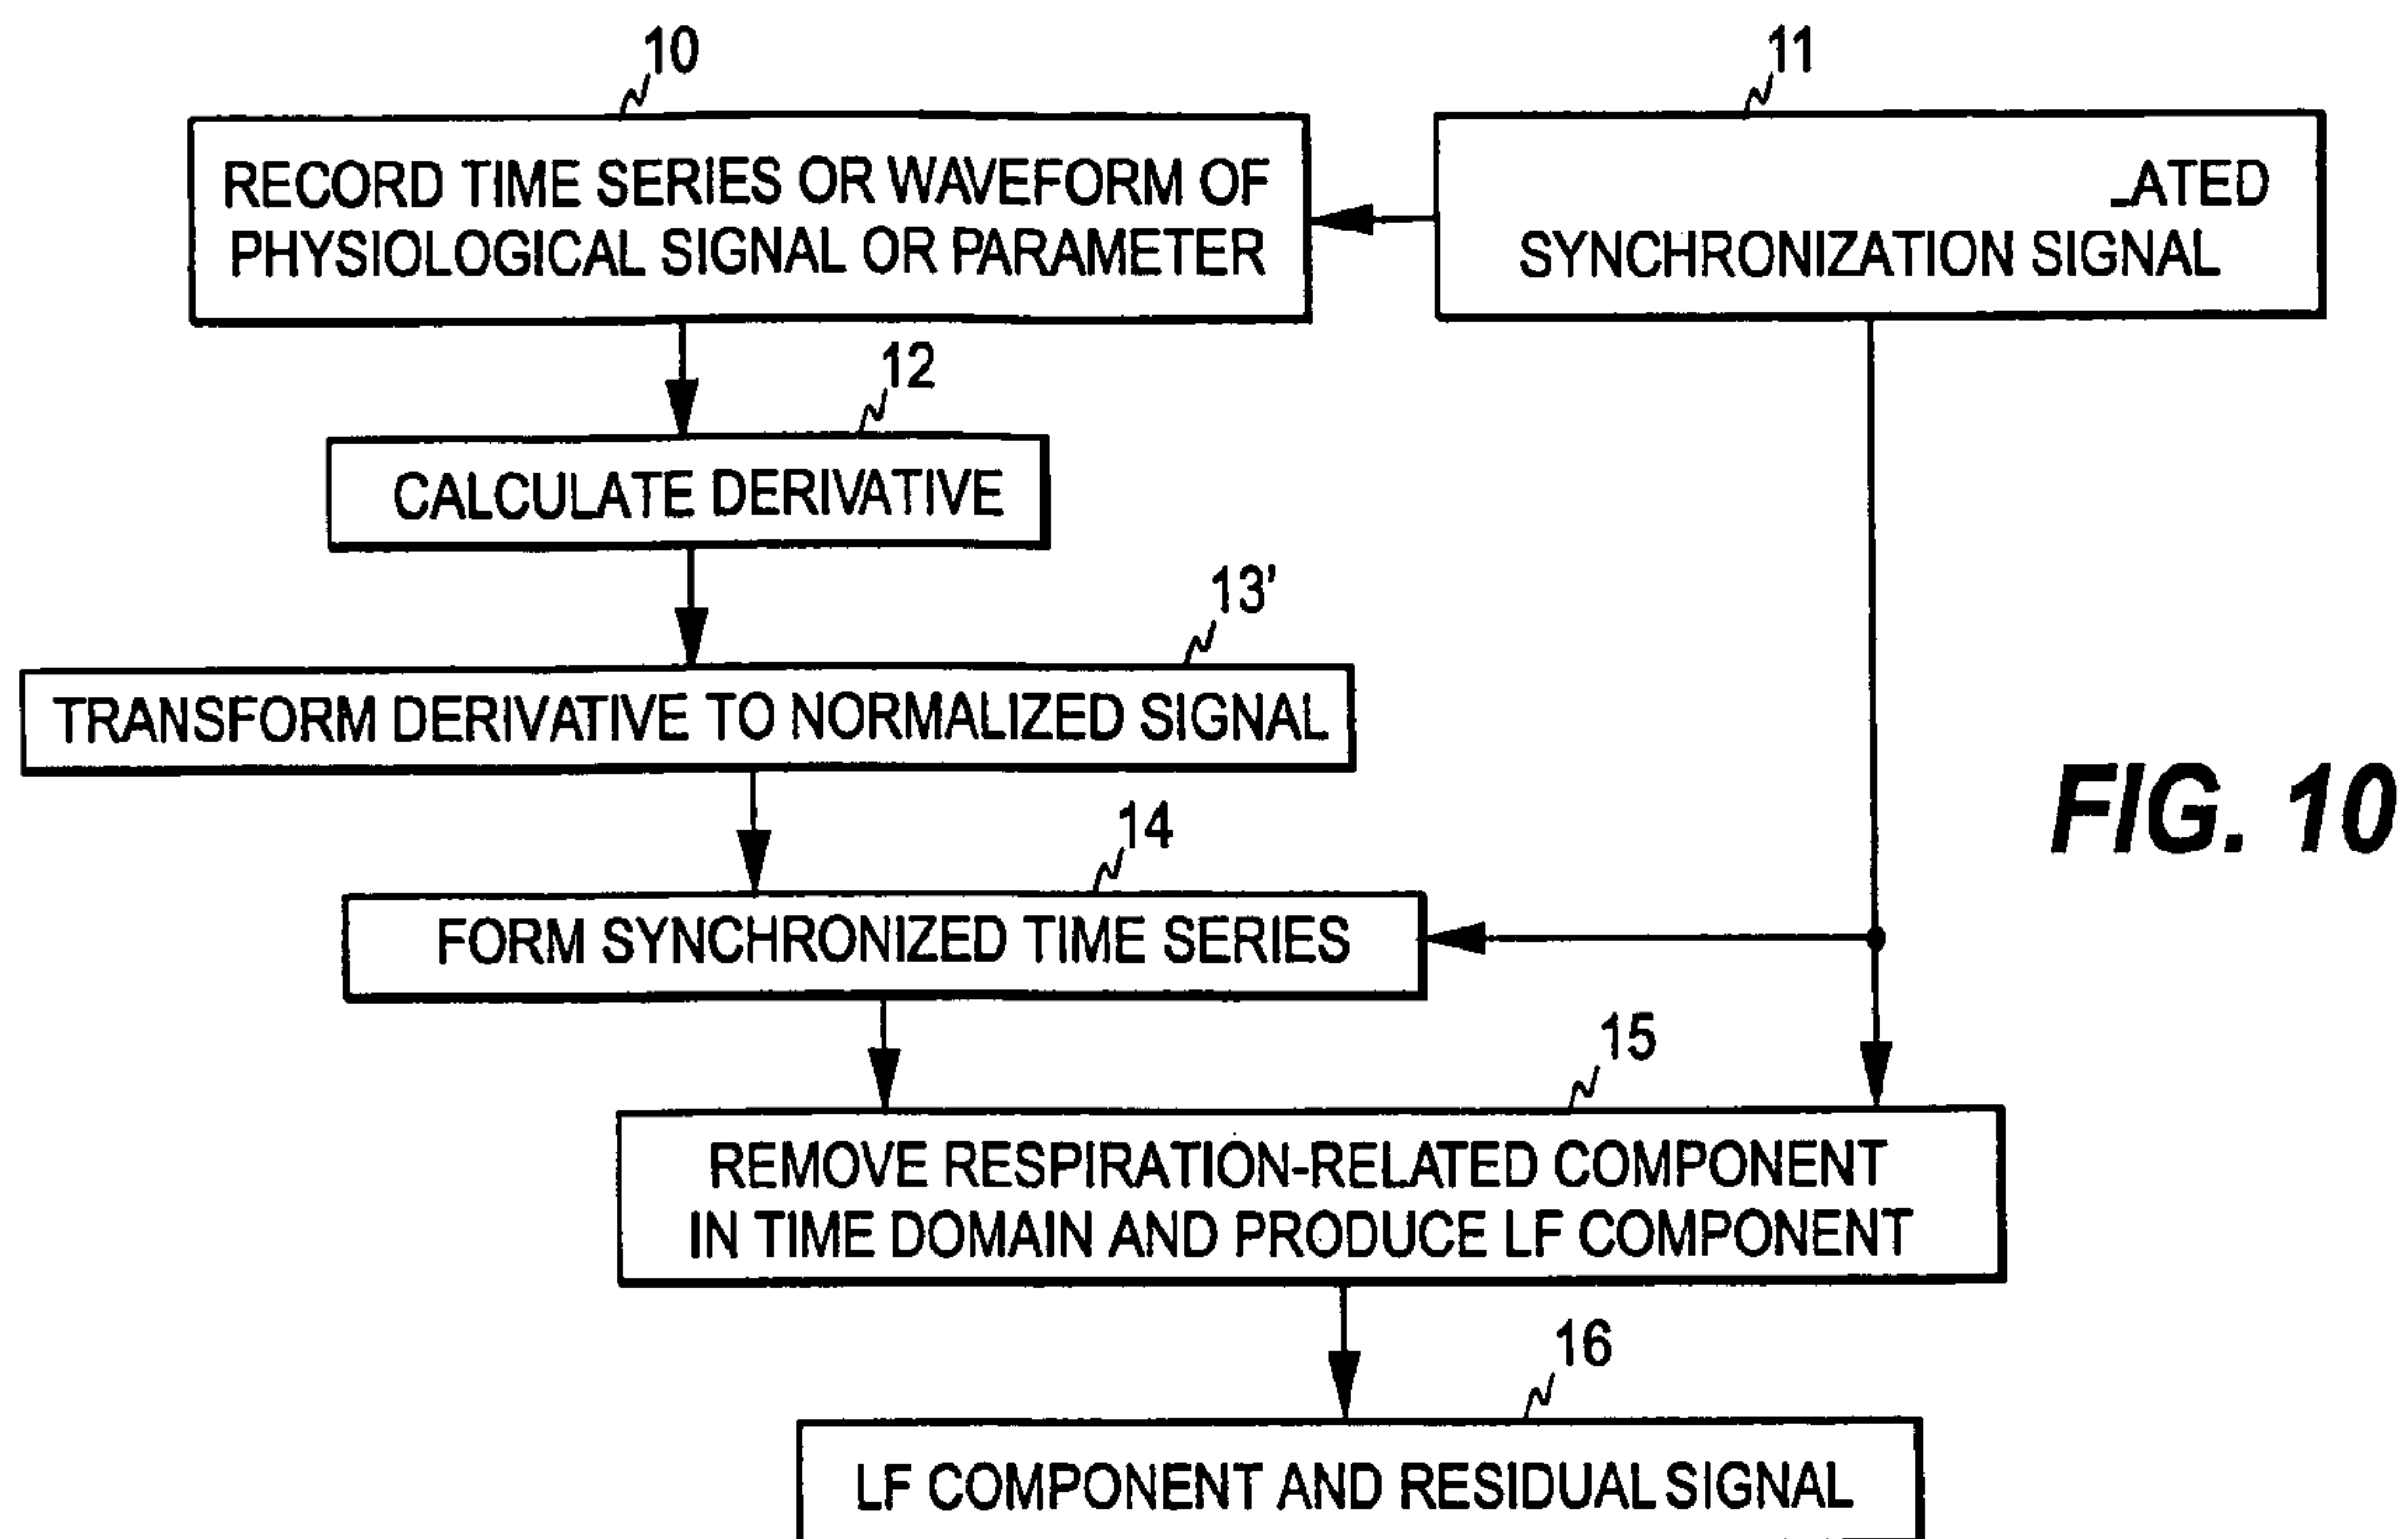 10
11
RECORD TIME SERIES OR WAVEFORM OF
PHYSIOLOGICAL SIGNAL OR PARAMETER
SYNCHRONIZATION SIGNAL
12
CALCULATE DERIVATIVE
13'
TRANSFORM DERIVATIVE TO NORMALIZED SIGNAL
FIG. 10
14
FORM SYNCHRONIZED TIME SERIES
15
REMOVE RESPIRATION-RELATED COMPONENT
IN TIME DOMAIN AND PRODUCE LF COMPONENT
16
LF COMPONENT AND RESIDUAL SIGNAL